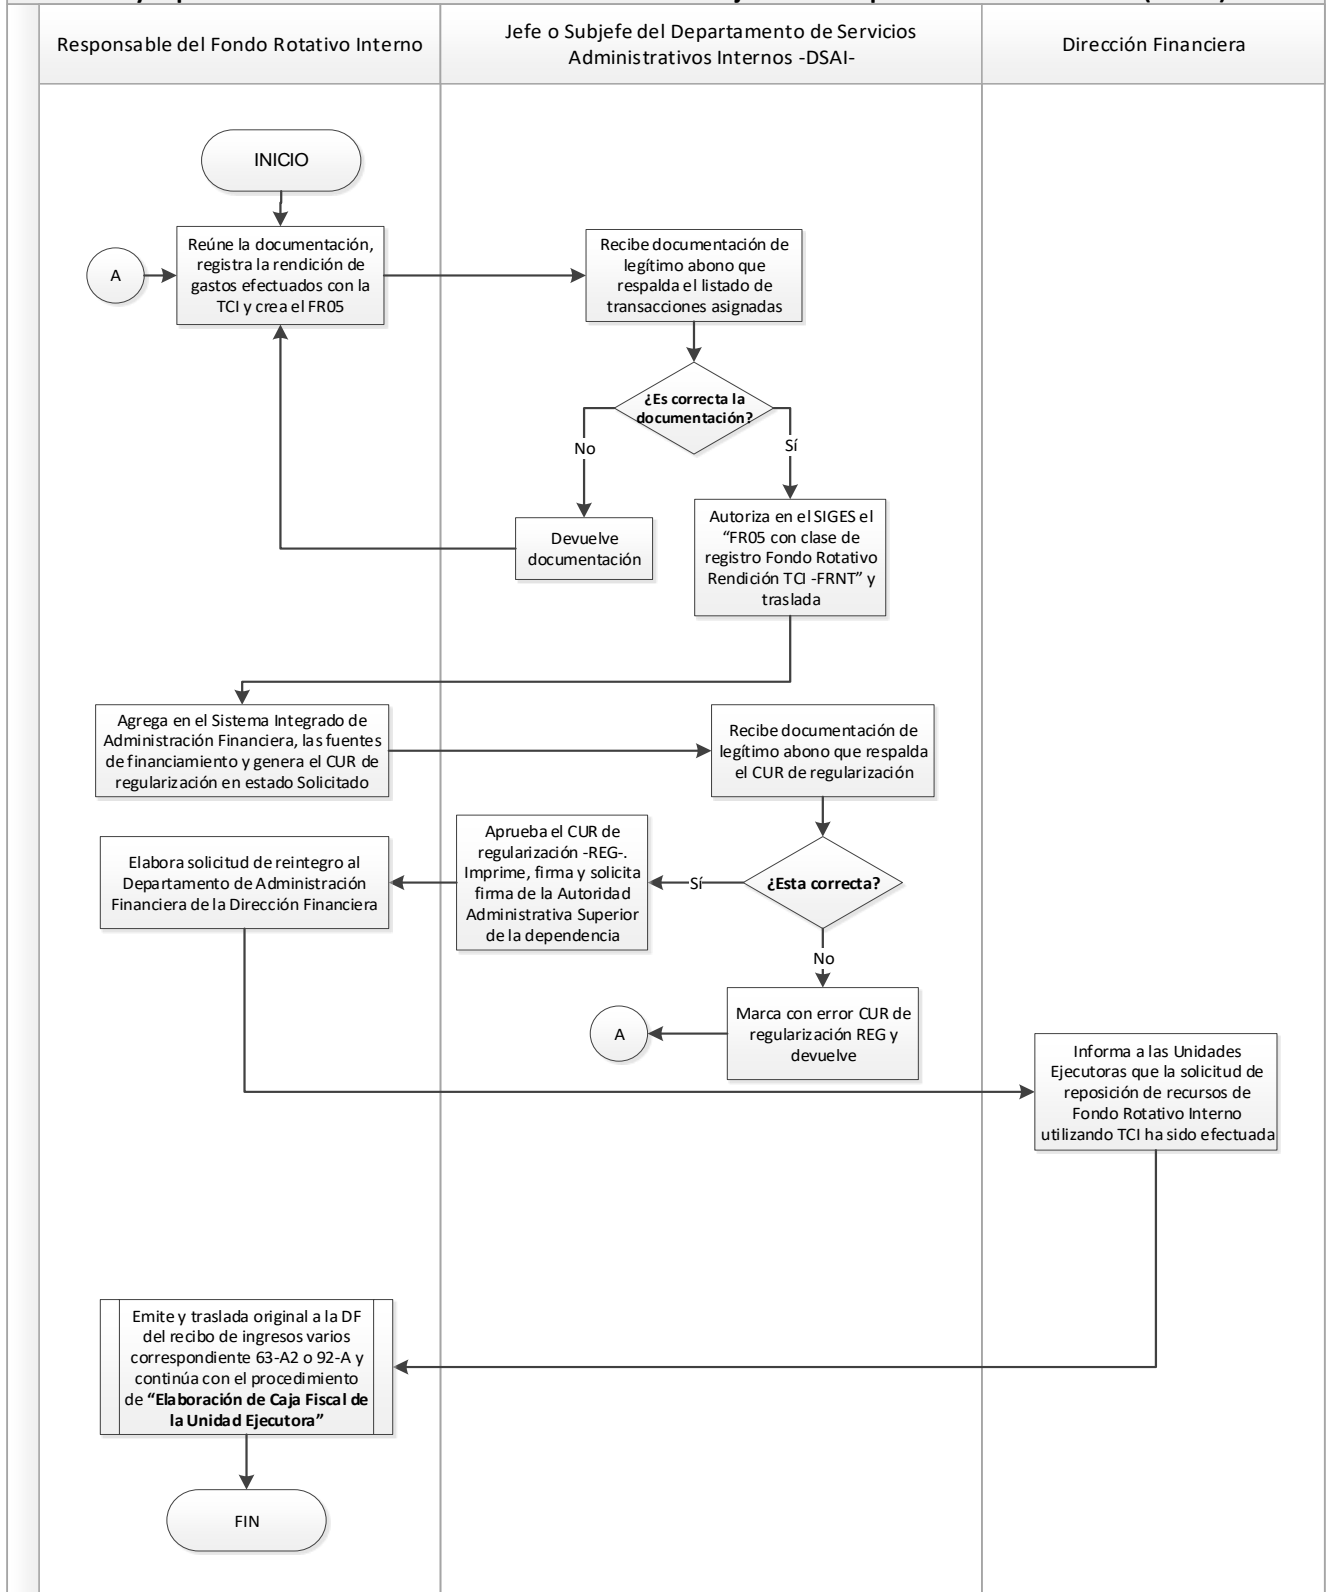 Responsable del Fondo Rotativo Interno
Jefe o Subjefe del Departamento de Servicios
Administrativos Internos -DSAI-
Dirección Financiera
INICIO
A
Reúne la documentación,
registra la rendición de
gastos efectuados con la
TCI y crea el FR05
Recibe documentación de
legítimo abono que
respalda el listado de
transacciones asignadas
¿Es correcta la
documentación?
No
Sí
Devuelve
documentación
Autoriza en el SIGES el
“FR05 con clase de
registro Fondo Rotativo
Rendición TCI -FRNT” y
traslada
Agrega en el Sistema Integrado de
Administración Financiera, las fuentes
de financiamiento y genera el CUR de
regularización en estado Solicitado
Recibe documentación de
legítimo abono que respalda
el CUR de regularización
¿Esta correcta?
Sí
Aprueba el CUR de
regularización -REG-.
Imprime, firma y solicita
firma de la Autoridad
Administrativa Superior
de la dependencia
Elabora solicitud de reintegro al
Departamento de Administración
Financiera de la Dirección Financiera
No
Marca con error CUR de
regularización REG y
devuelve
A
Informa a las Unidades
Ejecutoras que la solicitud de
reposición de recursos de
Fondo Rotativo Interno
utilizando TCI ha sido efectuada
Emite y traslada original a la DF
del recibo de ingresos varios
correspondiente 63-A2 o 92-A y
continúa con el procedimiento
de “Elaboración de Caja Fiscal de
la Unidad Ejecutora”
FIN